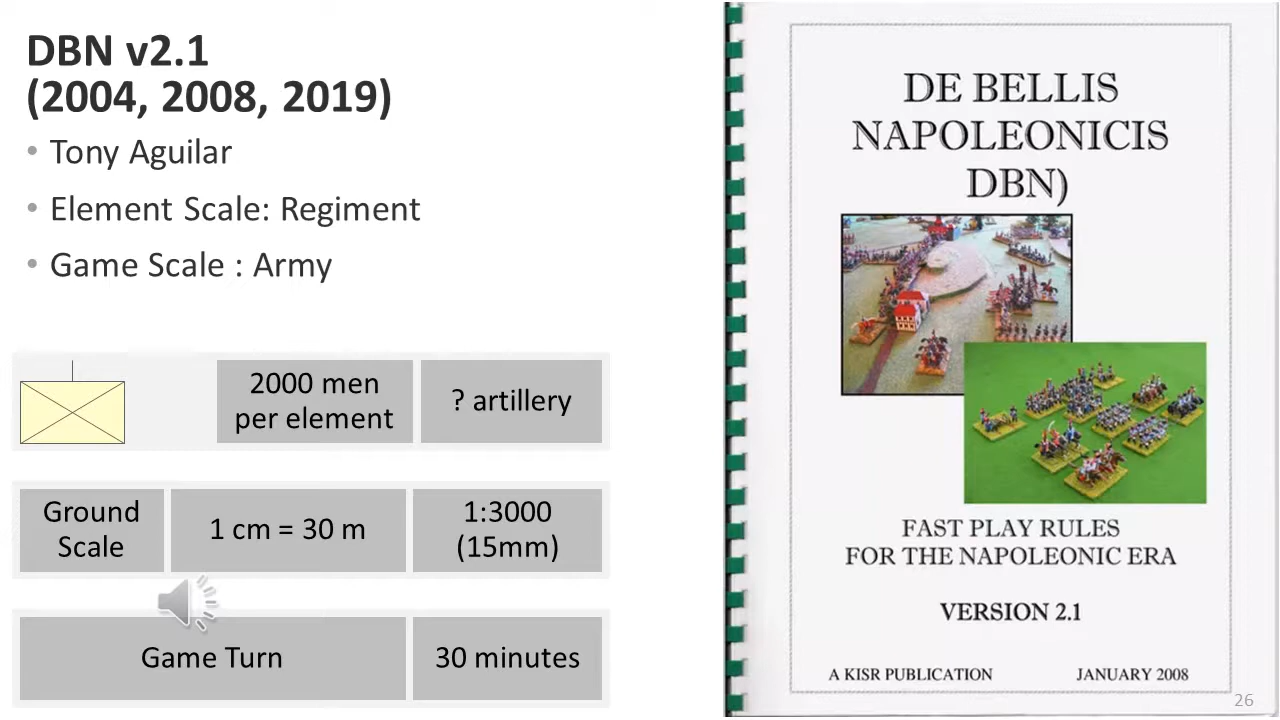 DBN v2.1
(2004, 2008, 2019)
• Tony Aguilar
• Element Scale: Regiment
• Game Scale : Army
2000 men
per element
? artillery
Ground
Scale
1 cm = 30 m
1:3000
(15mm)
Game Turn
30 minutes
DE BELLIS
NAPOLEONICIS
DBN)
FAST PLAY RULES
FOR THE NAPOLEONIC ERA
VERSION 2.1
A KISR PUBLICATION
JANUARY 2008
26